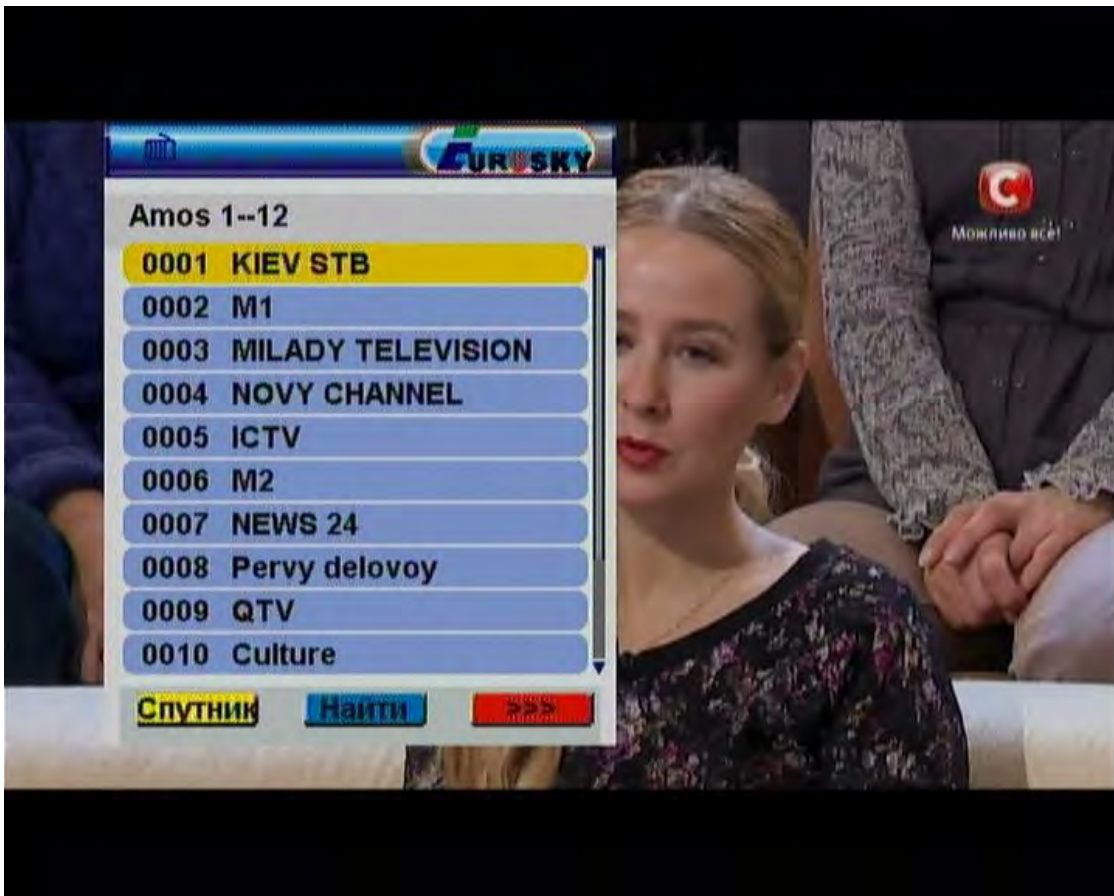 EUROSKY
Amos 1--12
0001 KIEV STB
0002 M1
0003 MILADY TELEVISION
0004 NOVY CHANNEL
0005 ICTV
0006 M2
0007 NEWS 24
0008 Pervy delovoy
0009 QTV
0010 Culture
Спутник Найти >>>
С
Можливо все!